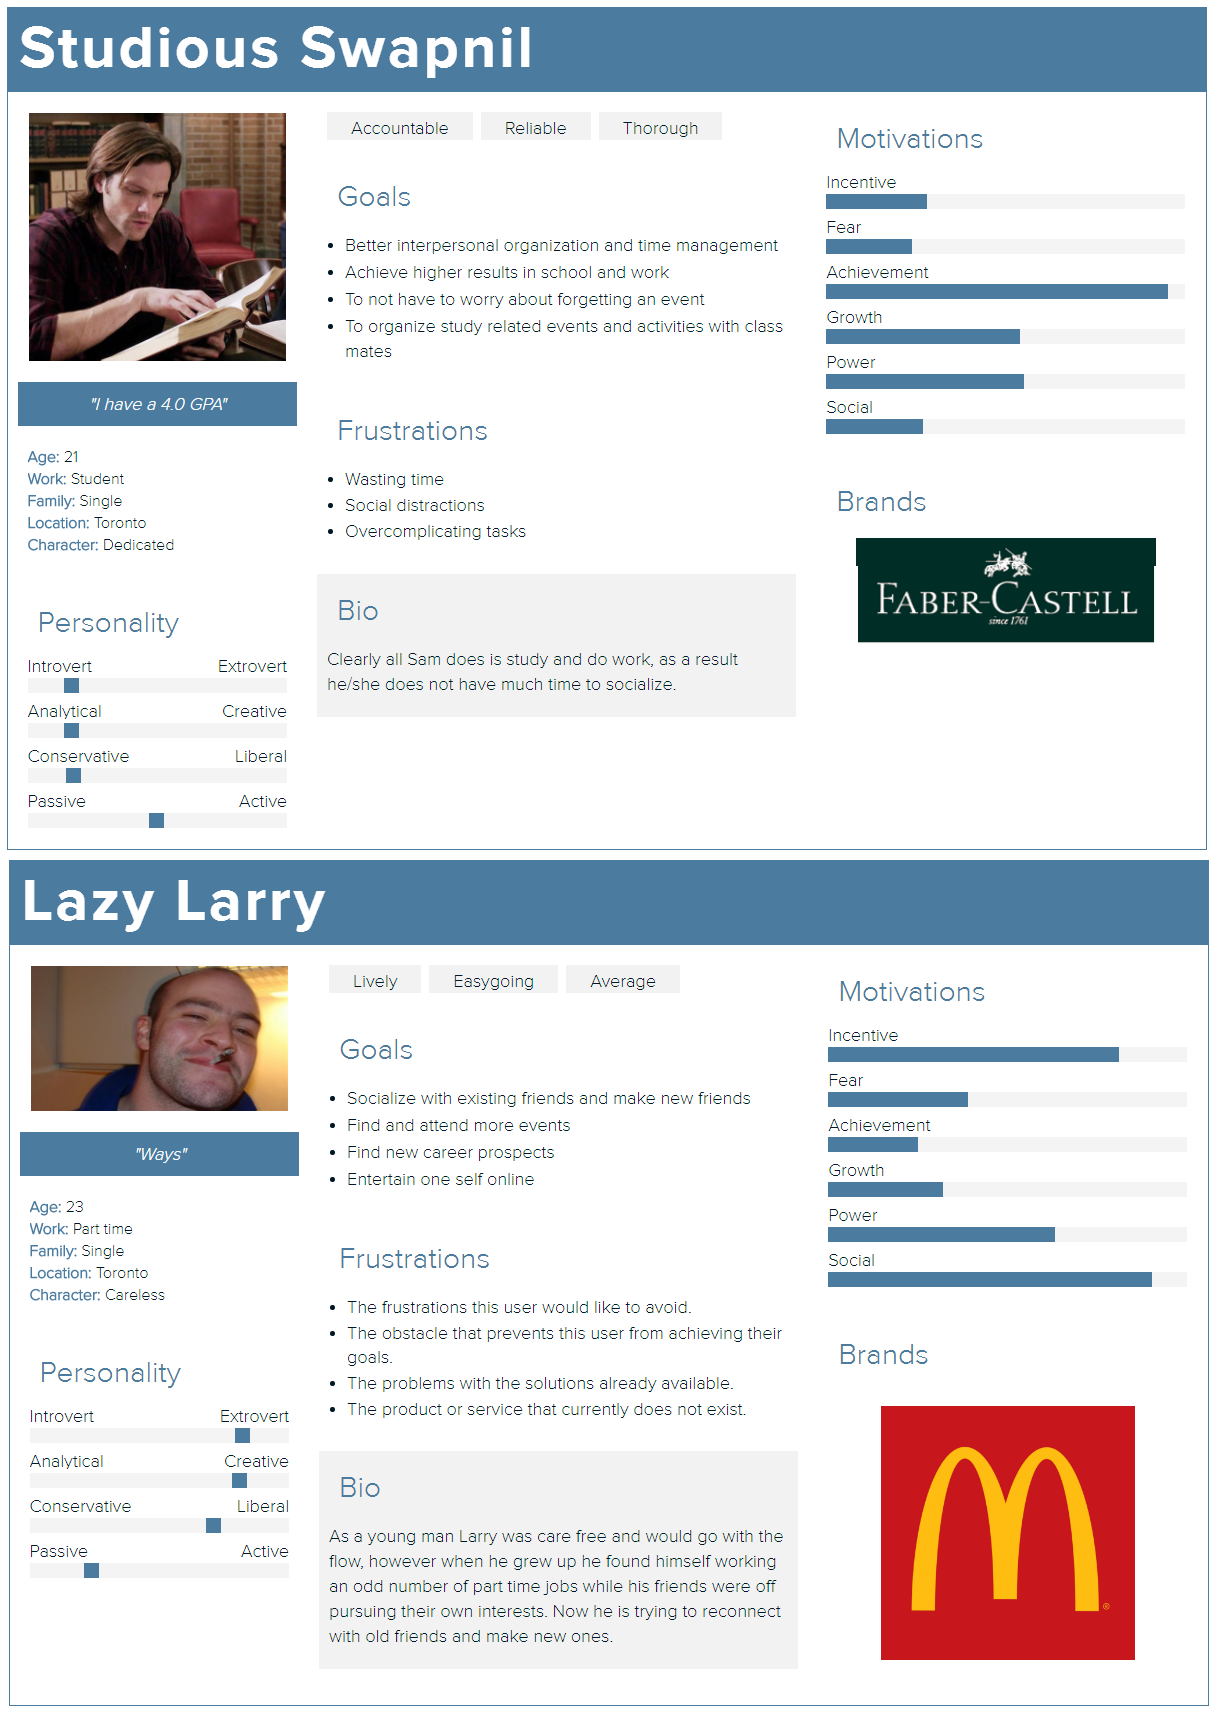 Studious Swapnil
"I have a 4.0 GPA"
Age: 21
Work: Student
Family: Single
Location: Toronto
Character: Dedicated
Personality
Introvert Extrovert
Analytical Creative
Conservative Liberal
Passive Active
Accountable Reliable Thorough
Goals
Better interpersonal organization and time management
Achieve higher results in school and work
To not have to worry about forgetting an event
To organize study related events and activities with class
mates
Frustrations
Wasting time
Social distractions
Overcomplicating tasks
Bio
Clearly all Sam does is study and do work, as a result
he/she does not have much time to socialize.
Motivations
Incentive
Fear
Achievement
Growth
Power
Social
Brands
FABER-CASTELL
since 1761
Lazy Larry
"Ways"
Age: 23
Work: Part time
Family: Single
Location: Toronto
Character: Careless
Personality
Introvert Extrovert
Analytical Creative
Conservative Liberal
Passive Active
Lively Easygoing Average
Goals
Socialize with existing friends and make new friends
Find and attend more events
Find new career prospects
Entertain one self online
Frustrations
The frustrations this user would like to avoid.
The obstacle that prevents this user from achieving their
goals.
The problems with the solutions already available.
The product or service that currently does not exist.
Bio
As a young man Larry was care free and would go with the
flow, however when he grew up he found himself working
an odd number of part time jobs while his friends were off
pursuing their own interests. Now he is trying to reconnect
with old friends and make new ones.
Motivations
Incentive
Fear
Achievement
Growth
Power
Social
Brands
®